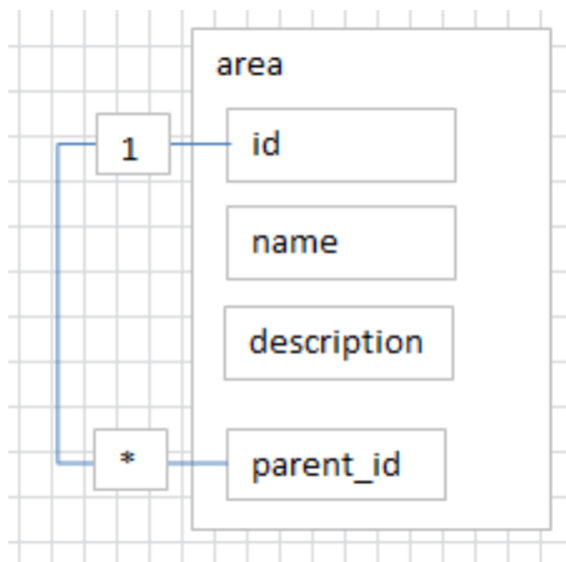 area
1
id
name
description
*
parent_id